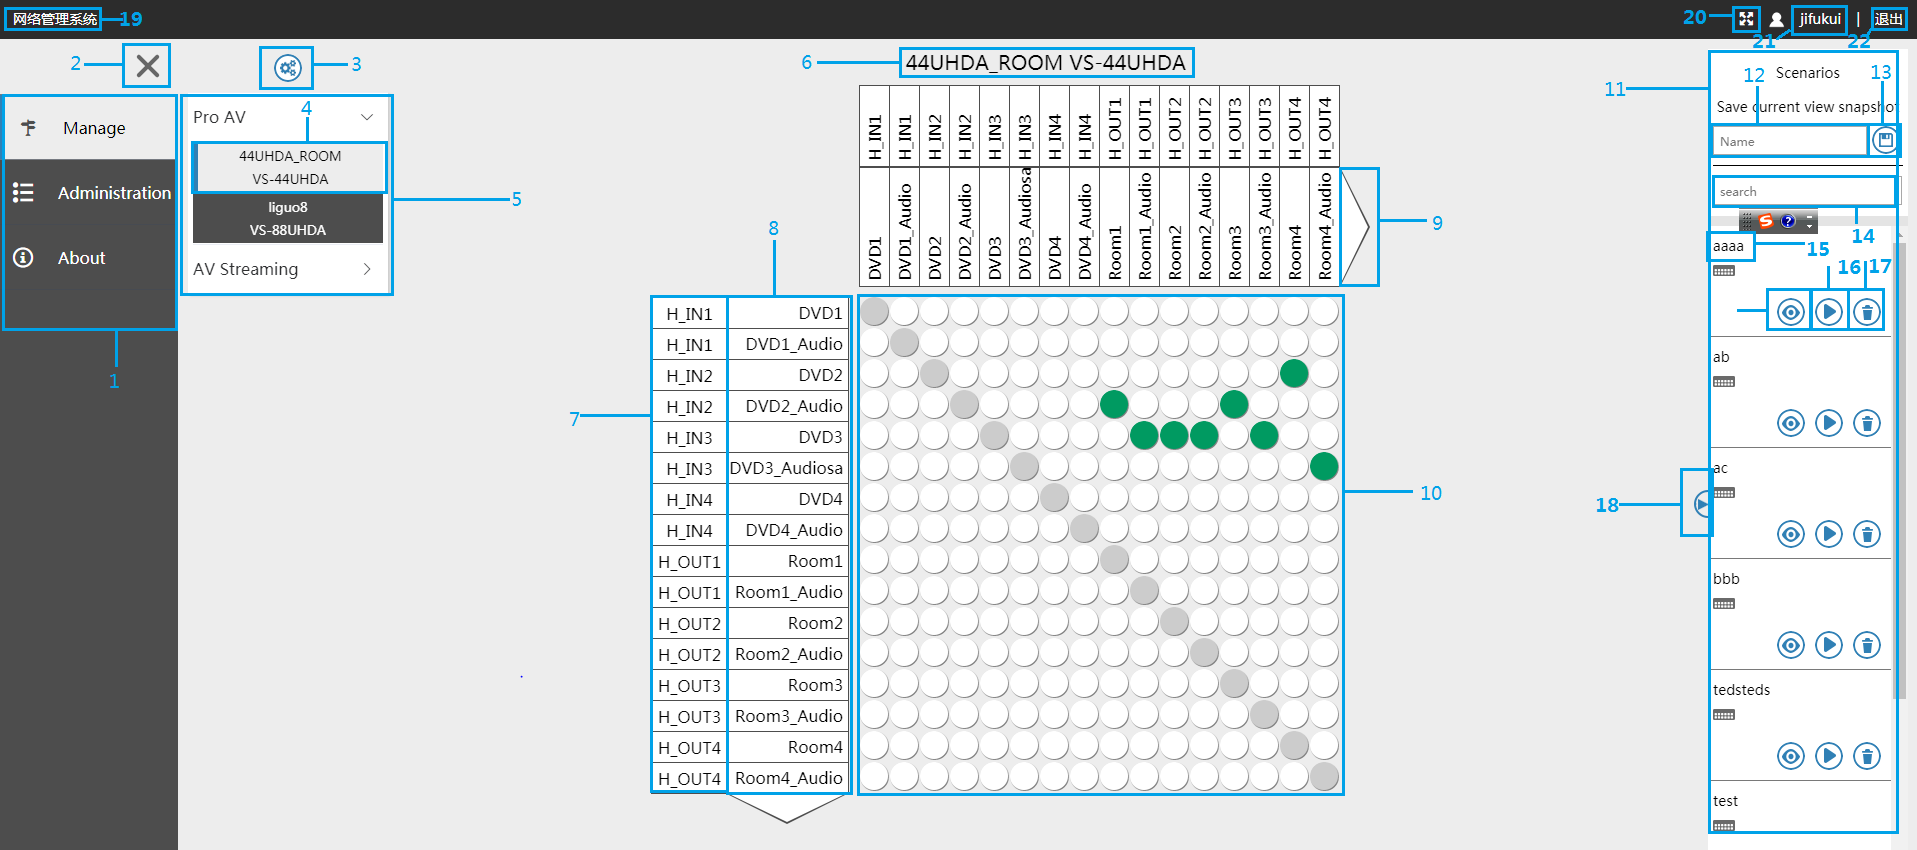 网络管理系统
19
20
jifukui
|
退出
21
22
2
3
6
44UHDA_ROOM VS-44UHDA
1
Manage
Administration
About
Pro AV
4
44UHDA_ROOM
VS-44UHDA
liguo8
VS-88UHDA
5
AV Streaming
H_IN1
H_IN1
H_IN2
H_IN2
H_IN3
H_IN3
H_IN4
H_IN4
H_OUT1
H_OUT1
H_OUT2
H_OUT2
H_OUT3
H_OUT3
H_OUT4
H_OUT4
DVD1
DVD1_Audio
DVD2
DVD2_Audio
DVD3
DVD3_Audiosa
DVD4
DVD4_Audio
Room1
Room1_Audio
Room2
Room2_Audio
Room3
Room3_Audio
Room4
Room4_Audio
9
8
7
H_IN1 DVD1
H_IN1 DVD1_Audio
H_IN2 DVD2
H_IN2 DVD2_Audio
H_IN3 DVD3
H_IN3 DVD3_Audiosa
H_IN4 DVD4
H_IN4 DVD4_Audio
H_OUT1 Room1
H_OUT1 Room1_Audio
H_OUT2 Room2
H_OUT2 Room2_Audio
H_OUT3 Room3
H_OUT3 Room3_Audio
H_OUT4 Room4
H_OUT4 Room4_Audio
10
11
Scenarios
12
13
Save current view snapshot
Name
search
14
aaaa
15
16
17
ab
18
ac
bbb
tedsteds
test